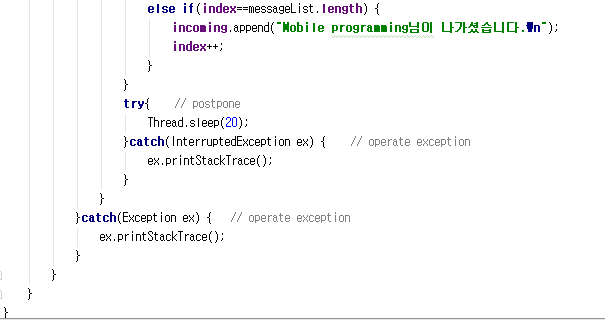 else if(index==messageList.length) {
incoming.append("Mobile programming님이 나가셨습니다.₩n");
index++;
}
}
try{ // postpone
Thread.sleep(20);
}catch(InterruptedException ex) { // operate exception
ex.printStackTrace();
}
}
}catch(Exception ex) { // operate exception
ex.printStackTrace();
}
}
}
}